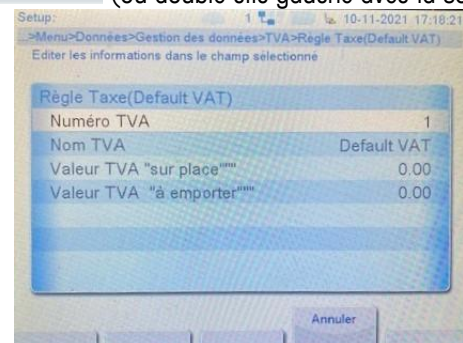 (ou double clic gauche avec la so
Setup: 1 10-11-2021 17:18:21
..>Menu>Données>Gestion des données>TVA>Règle Taxe(Default VAT)
Editer les informations dans le champ sélectionné
Règle Taxe(Default VAT)
Numéro TVA 1
Nom TVA Default VAT
Valeur TVA "sur place""" 0.00
Valeur TVA "à emporter""" 0.00
Annuler